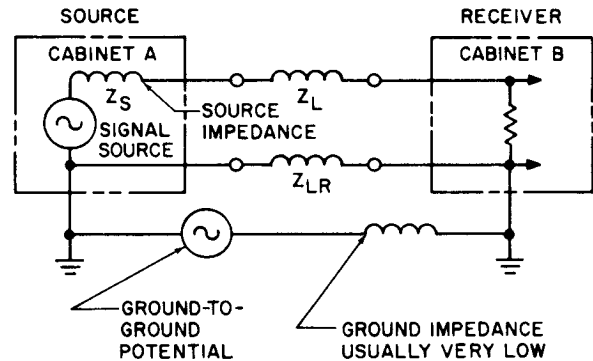 SOURCE
RECEIVER
CABINET A
CABINET B
ZS
ZL
SOURCE
IMPEDANCE
SIGNAL
SOURCE
ZLR
GROUND-TO-
GROUND
POTENTIAL
GROUND IMPEDANCE
USUALLY VERY LOW